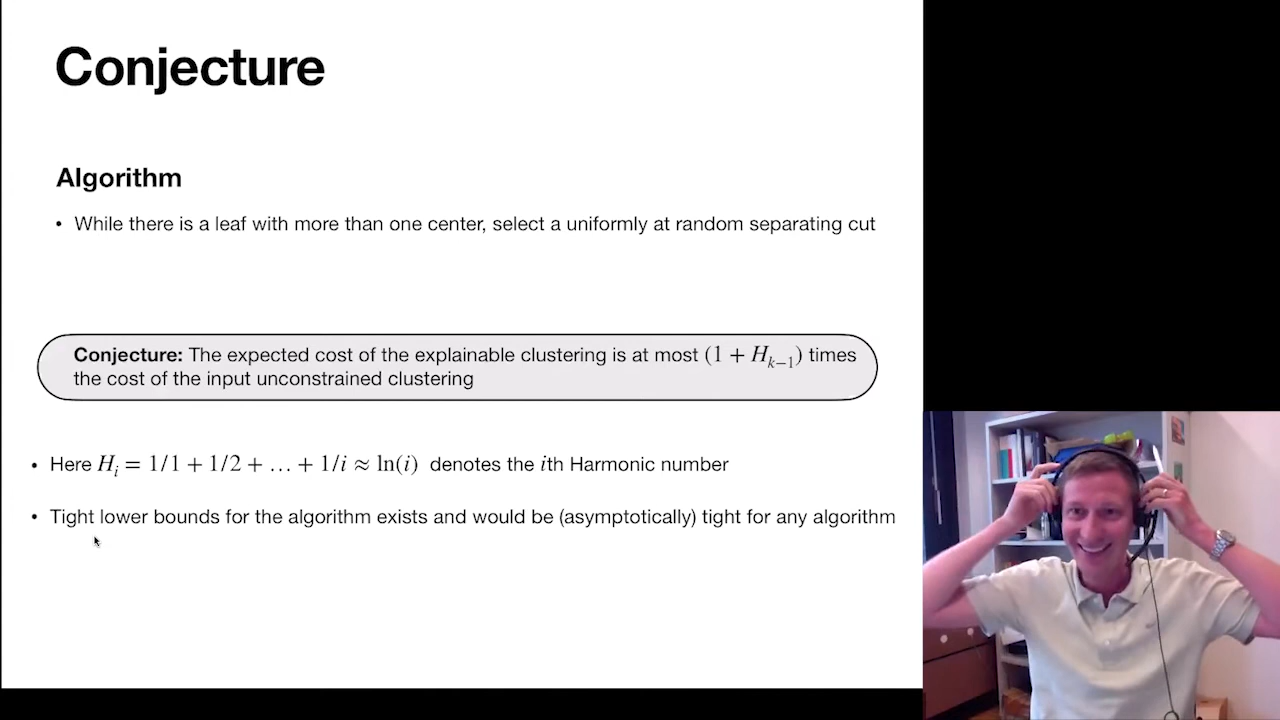 Conjecture
Algorithm
• While there is a leaf with more than one center, select a uniformly at random separating cut
Conjecture: The expected cost of the explainable clustering is at most (1 + H_{k−1}) times
the cost of the input unconstrained clustering
• Here H_i = 1/1 + 1/2 + … + 1/i ≈ ln(i) denotes the ith Harmonic number
• Tight lower bounds for the algorithm exists and would be (asymptotically) tight for any algorithm